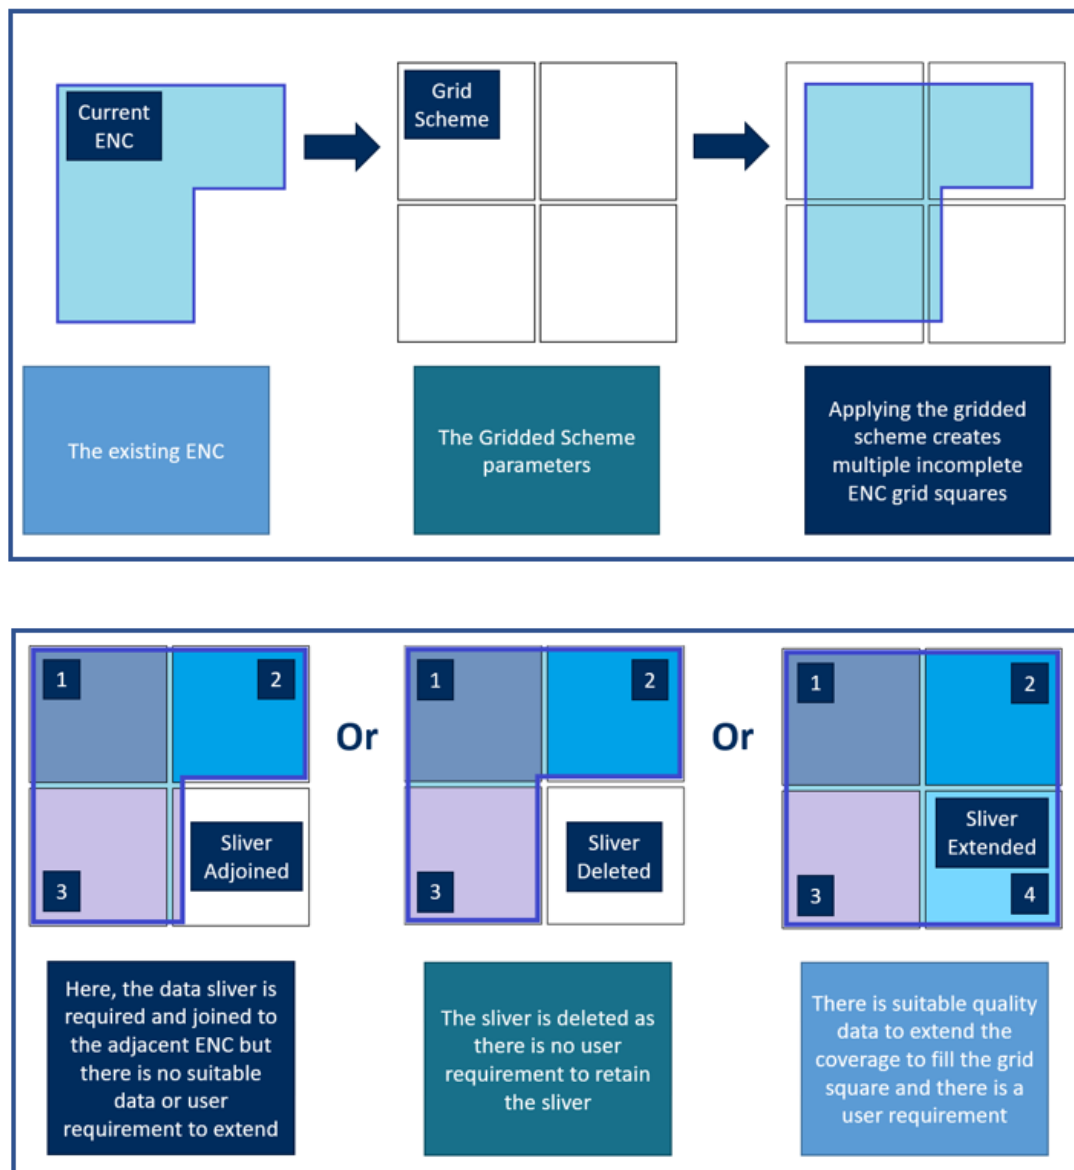 Current
ENC
Grid
Scheme
The existing ENC
The Gridded Scheme
parameters
Applying the gridded
scheme creates
multiple incomplete
ENC grid squares
1
2
3
Sliver
Adjoined
Or
1
2
3
Sliver
Deleted
Or
1
2
3
Sliver
Extended
4
Here, the data sliver is
required and joined to
the adjacent ENC but
there is no suitable
data or user
requirement to extend
The sliver is deleted as
there is no user
requirement to retain
the sliver
There is suitable quality
data to extend the
coverage to fill the grid
square and there is a
user requirement